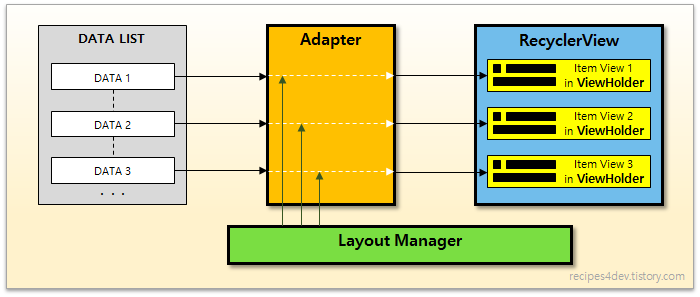 DATA LIST
DATA 1
DATA 2
DATA 3
. . .
Adapter
RecyclerView
Item View 1
in ViewHolder
Item View 2
in ViewHolder
Item View 3
in ViewHolder
Layout Manager
recipes4dev.tistory.com